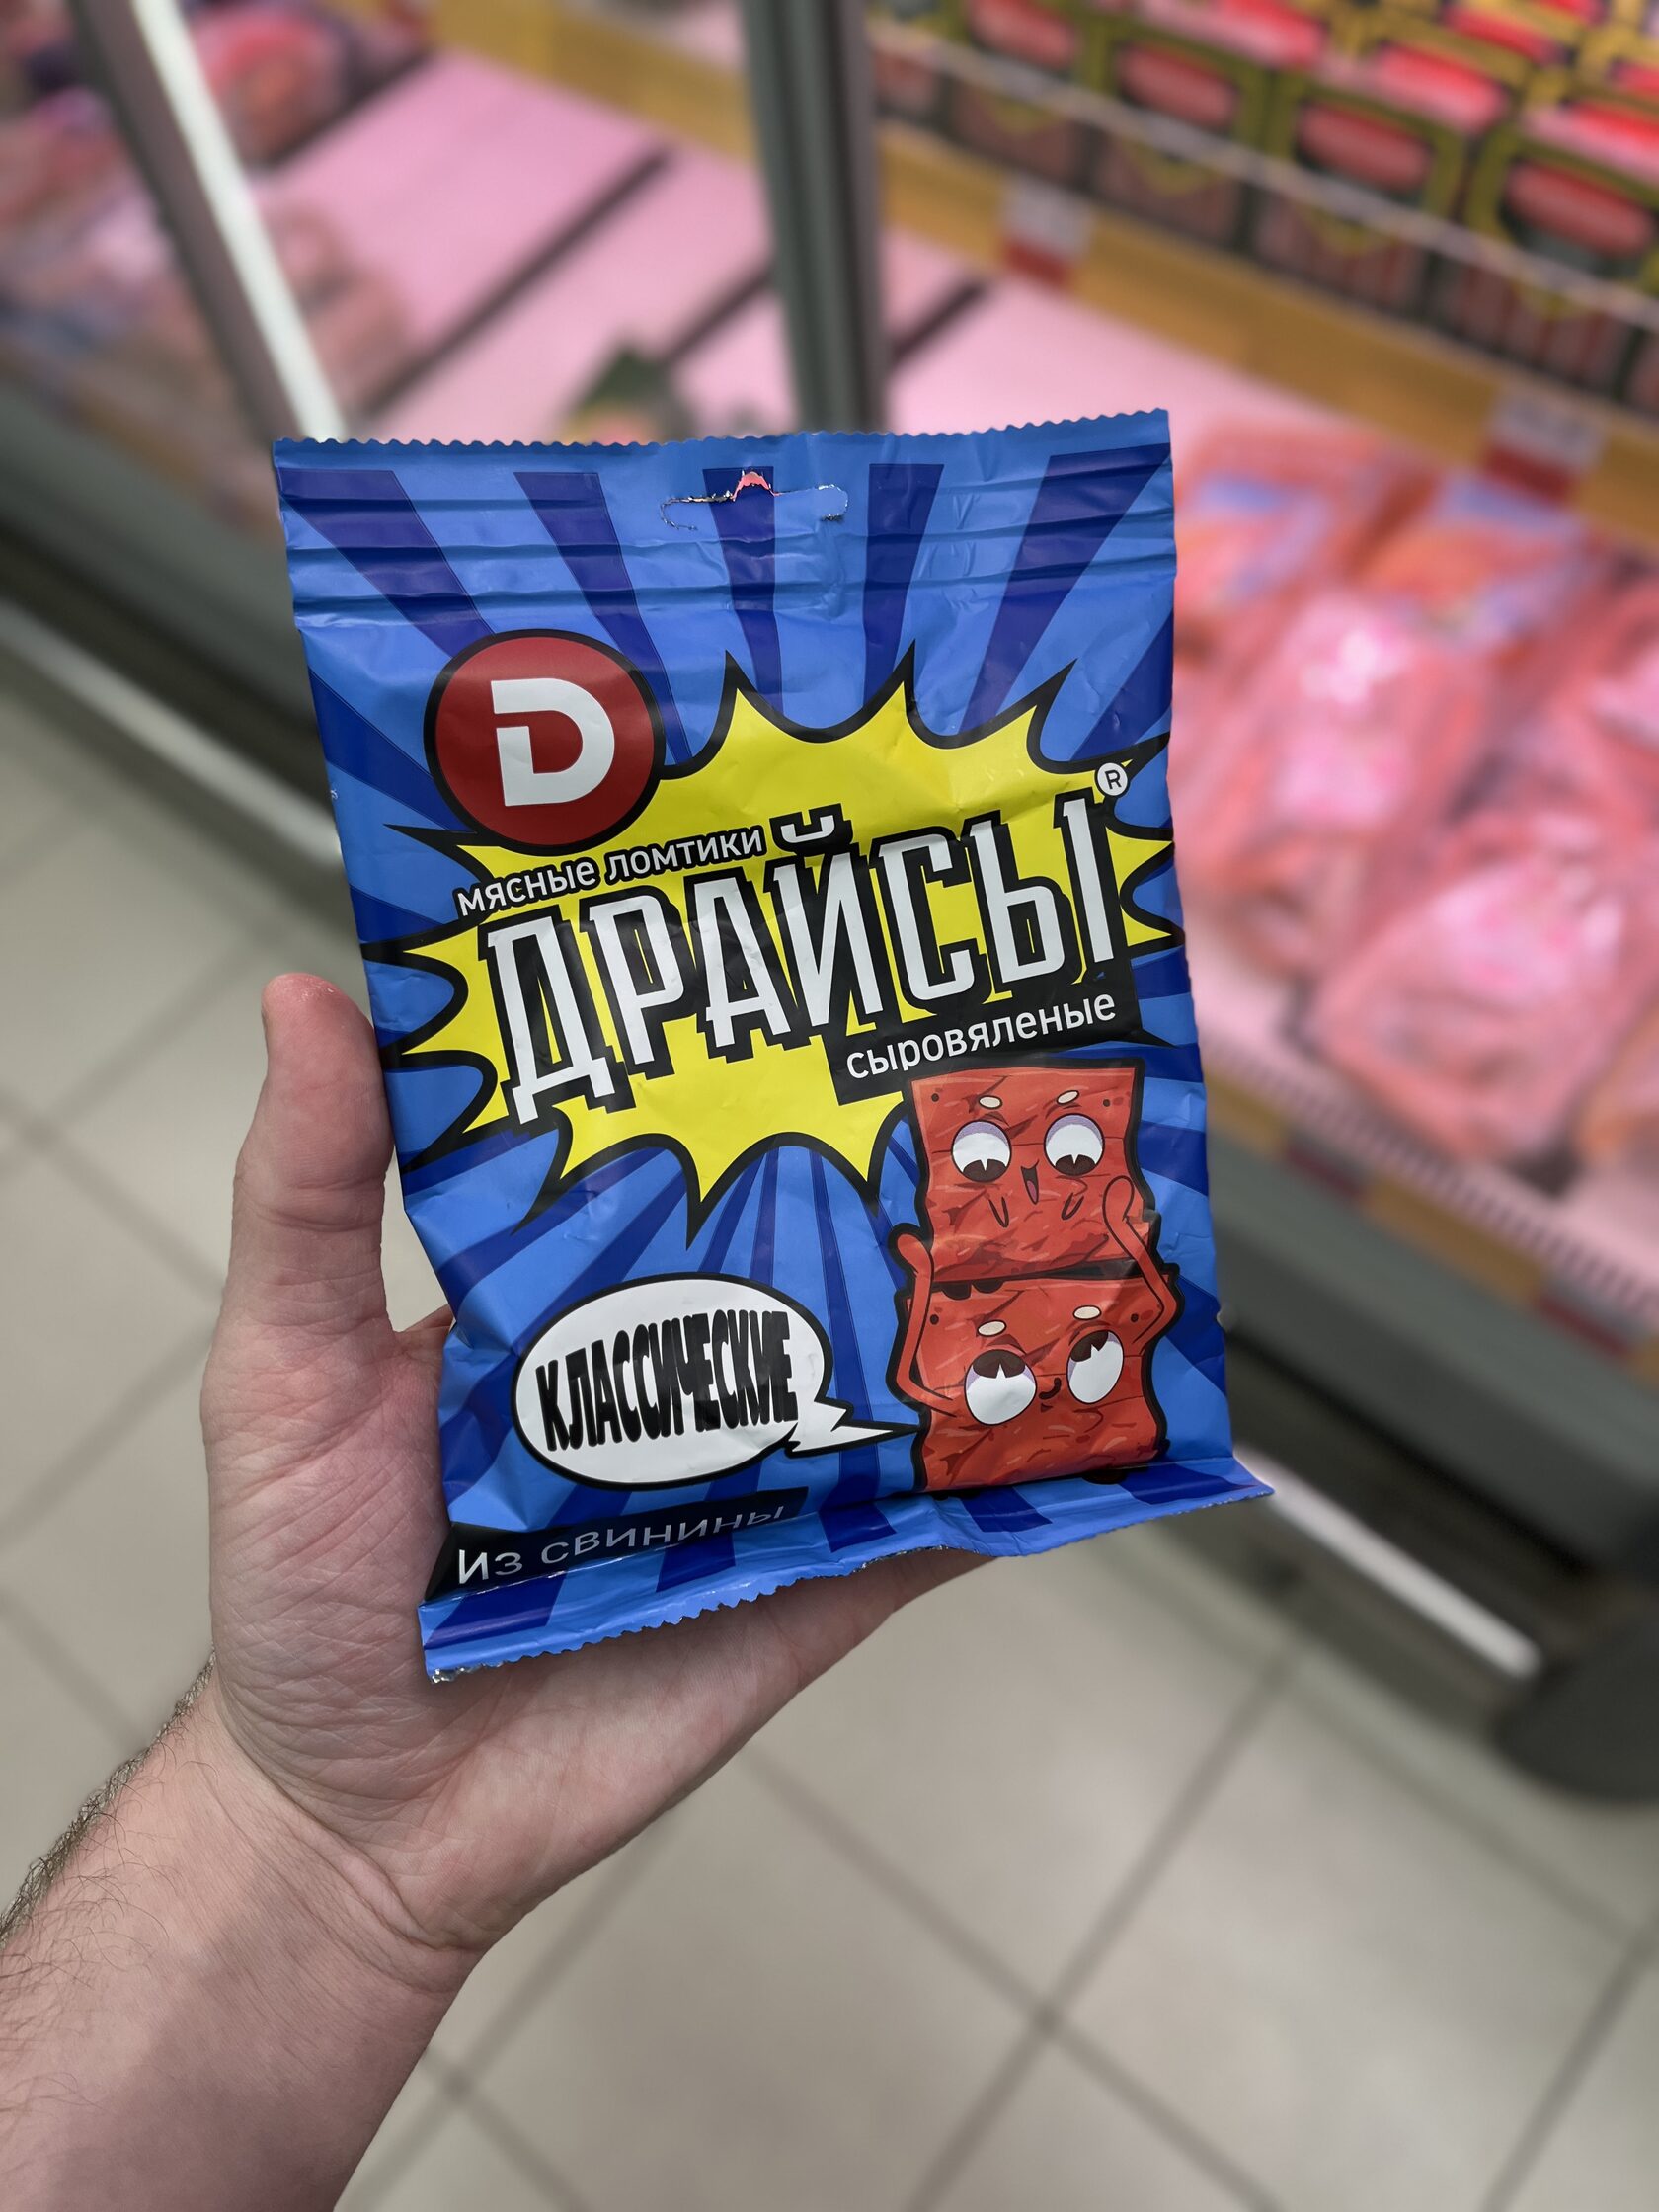 D
мясные ломтики
ДРАЙСЫ
®
сыровяленые
КЛАССИЧЕСКИЕ
Из свинины